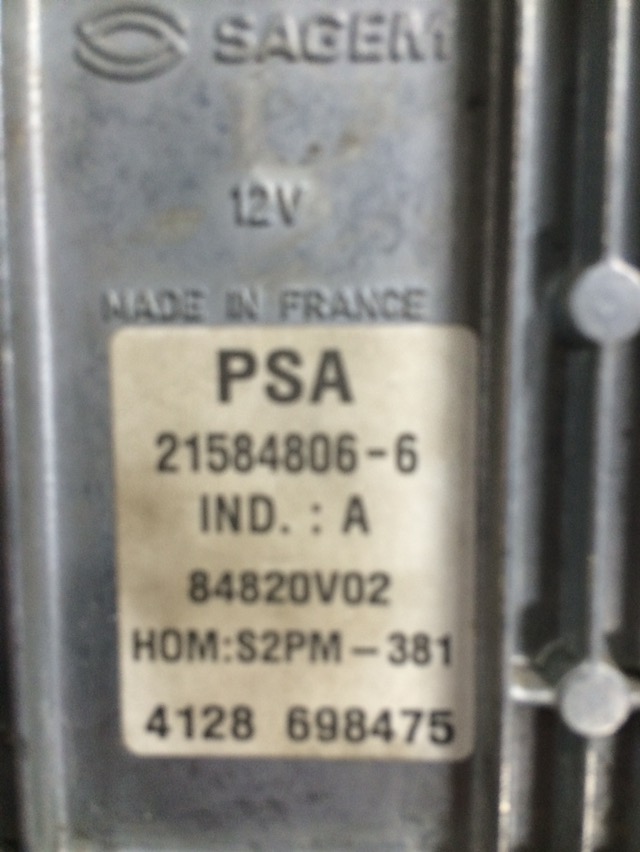 SAGEM
12V
MADE IN FRANCE
PSA
21584806-6
IND. : A
84820V02
HOM:S2PM-381
4128 698475